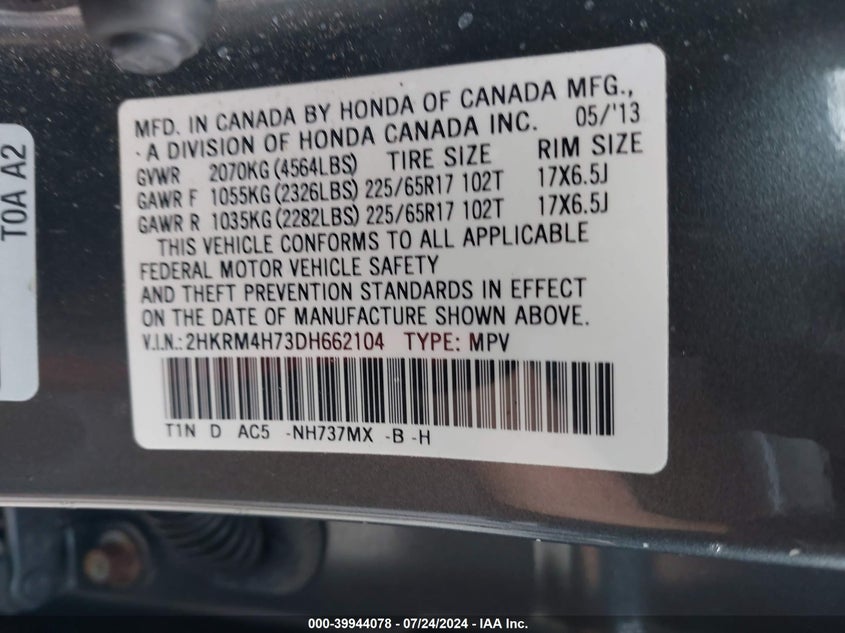 MFD. IN CANADA BY HONDA OF CANADA MFG.,
-A DIVISION OF HONDA CANADA INC. 05/'13
GVWR 2070KG (4564LBS) TIRE SIZE RIM SIZE
GAWR F 1055KG (2326LBS) 225/65R17 102T 17X6.5J
GAWR R 1035KG (2282LBS) 225/65R17 102T 17X6.5J
THIS VEHICLE CONFORMS TO ALL APPLICABLE
FEDERAL MOTOR VEHICLE SAFETY
AND THEFT PREVENTION STANDARDS IN EFFECT
ON THE DATE OF MANUFACTURE SHOWN ABOVE.
V.I.N.: 2HKRM4H73DH662104 TYPE: MPV
T1N D AC5 -NH737MX -B -H
T0A A2
000-39944078 - 07/24/2024 - IAA Inc.